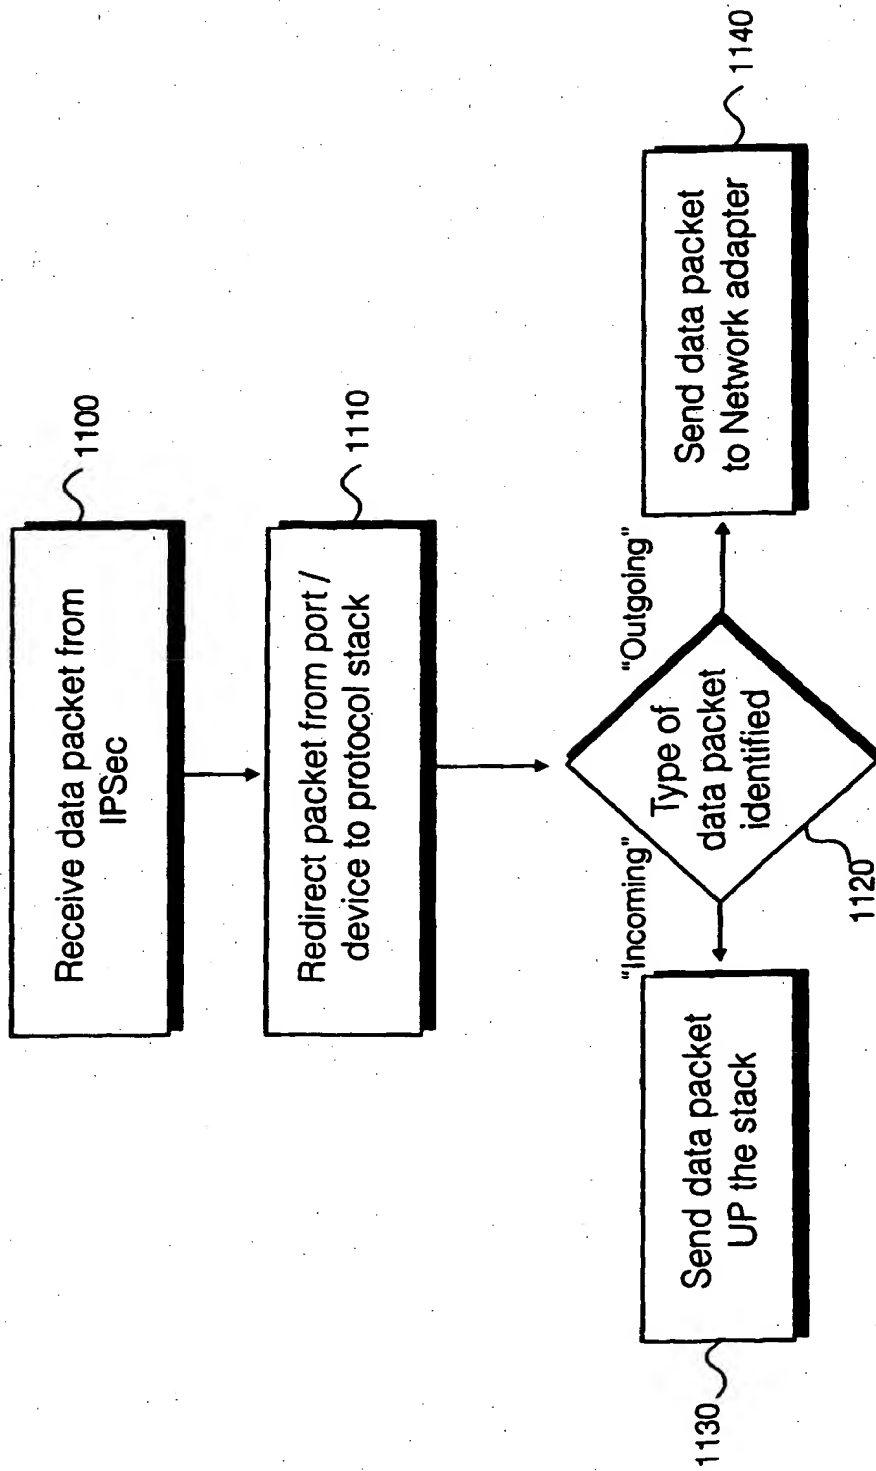 Receive data packet from
IPSec
1100
Redirect packet from port /
device to protocol stack
1110
Type of
data packet
identified
1120
"Incoming"
"Outgoing"
Send data packet
UP the stack
1130
Send data packet
to Network adapter
1140